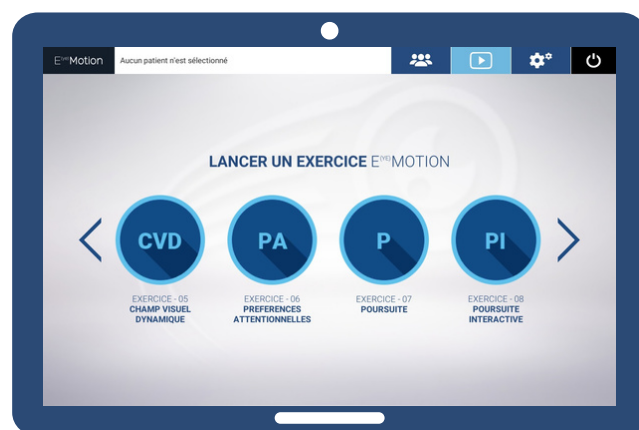 E(YE)Motion Aucun patient n'est sélectionné
LANCER UN EXERCICE E(YE)MOTION
CVD PA P PI
EXERCICE - 05
CHAMP VISUEL
DYNAMIQUE
EXERCICE - 06
PREFERENCES
ATTENTIONNELLES
EXERCICE - 07
POURSUITE
EXERCICE - 08
POURSUITE
INTERACTIVE